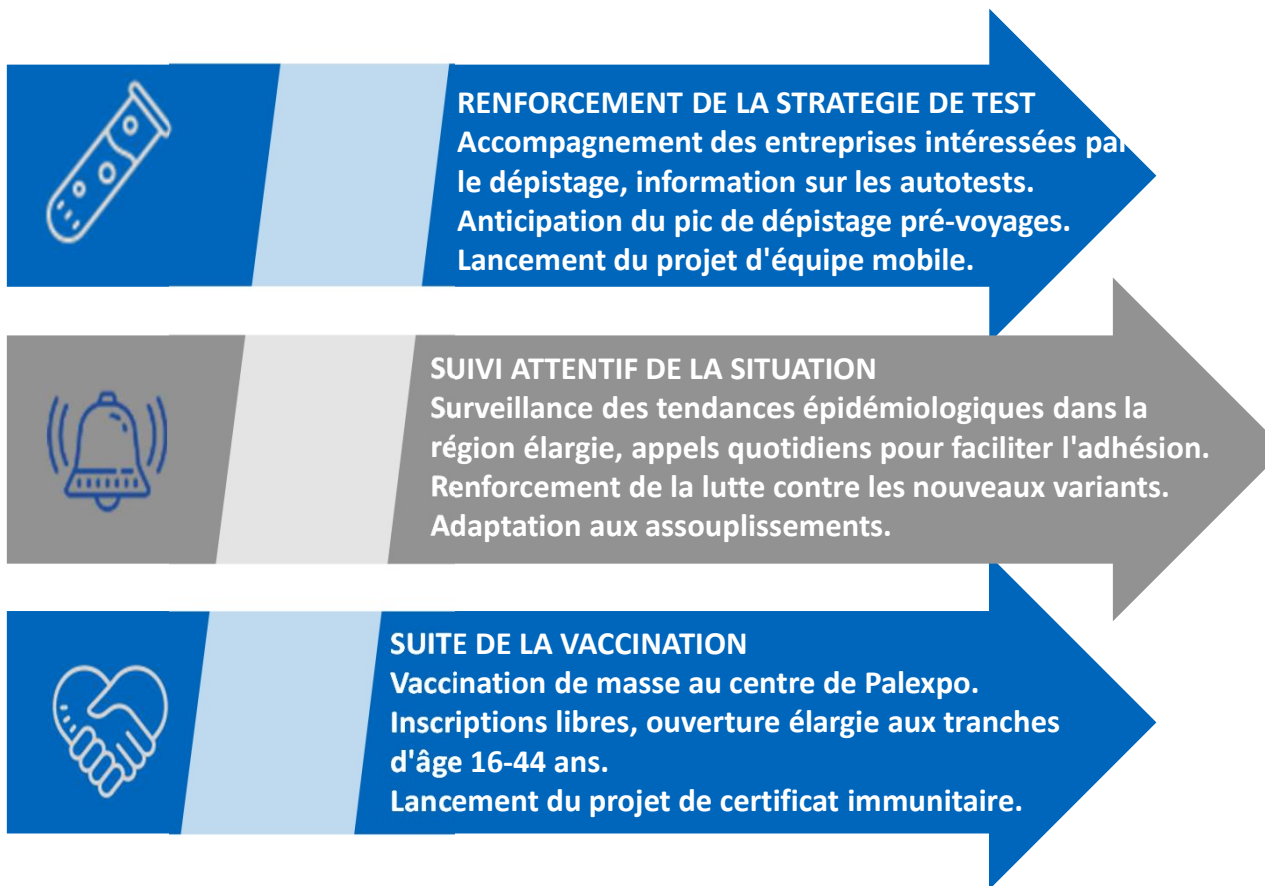 RENFORCEMENT DE LA STRATEGIE DE TEST
Accompagnement des entreprises intéressées par
le dépistage, information sur les autotests.
Anticipation du pic de dépistage pré-voyages.
Lancement du projet d'équipe mobile.
SUIVI ATTENTIF DE LA SITUATION
Surveillance des tendances épidémiologiques dans la
région élargie, appels quotidiens pour faciliter l'adhésion.
Renforcement de la lutte contre les nouveaux variants.
Adaptation aux assouplissements.
SUITE DE LA VACCINATION
Vaccination de masse au centre de Palexpo.
Inscriptions libres, ouverture élargie aux tranches
d'âge 16-44 ans.
Lancement du projet de certificat immunitaire.